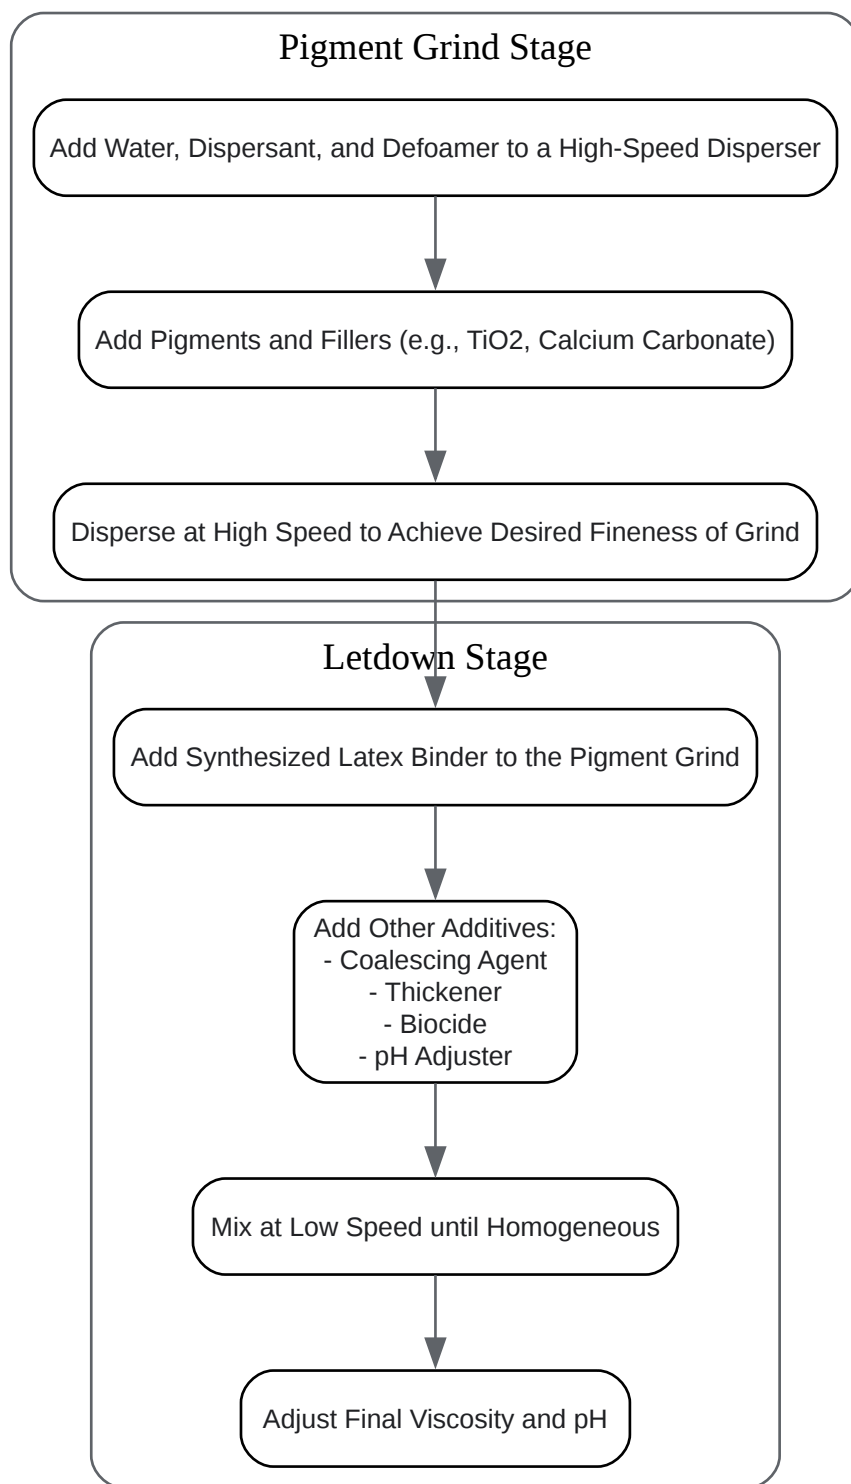 Pigment Grind Stage
Add Water, Dispersant, and Defoamer to a High-Speed Disperser
Add Pigments and Fillers (e.g., TiO2, Calcium Carbonate)
Disperse at High Speed to Achieve Desired Fineness of Grind
Letdown Stage
Add Synthesized Latex Binder to the Pigment Grind
Add Other Additives:
- Coalescing Agent
- Thickener
- Biocide
- pH Adjuster
Mix at Low Speed until Homogeneous
Adjust Final Viscosity and pH